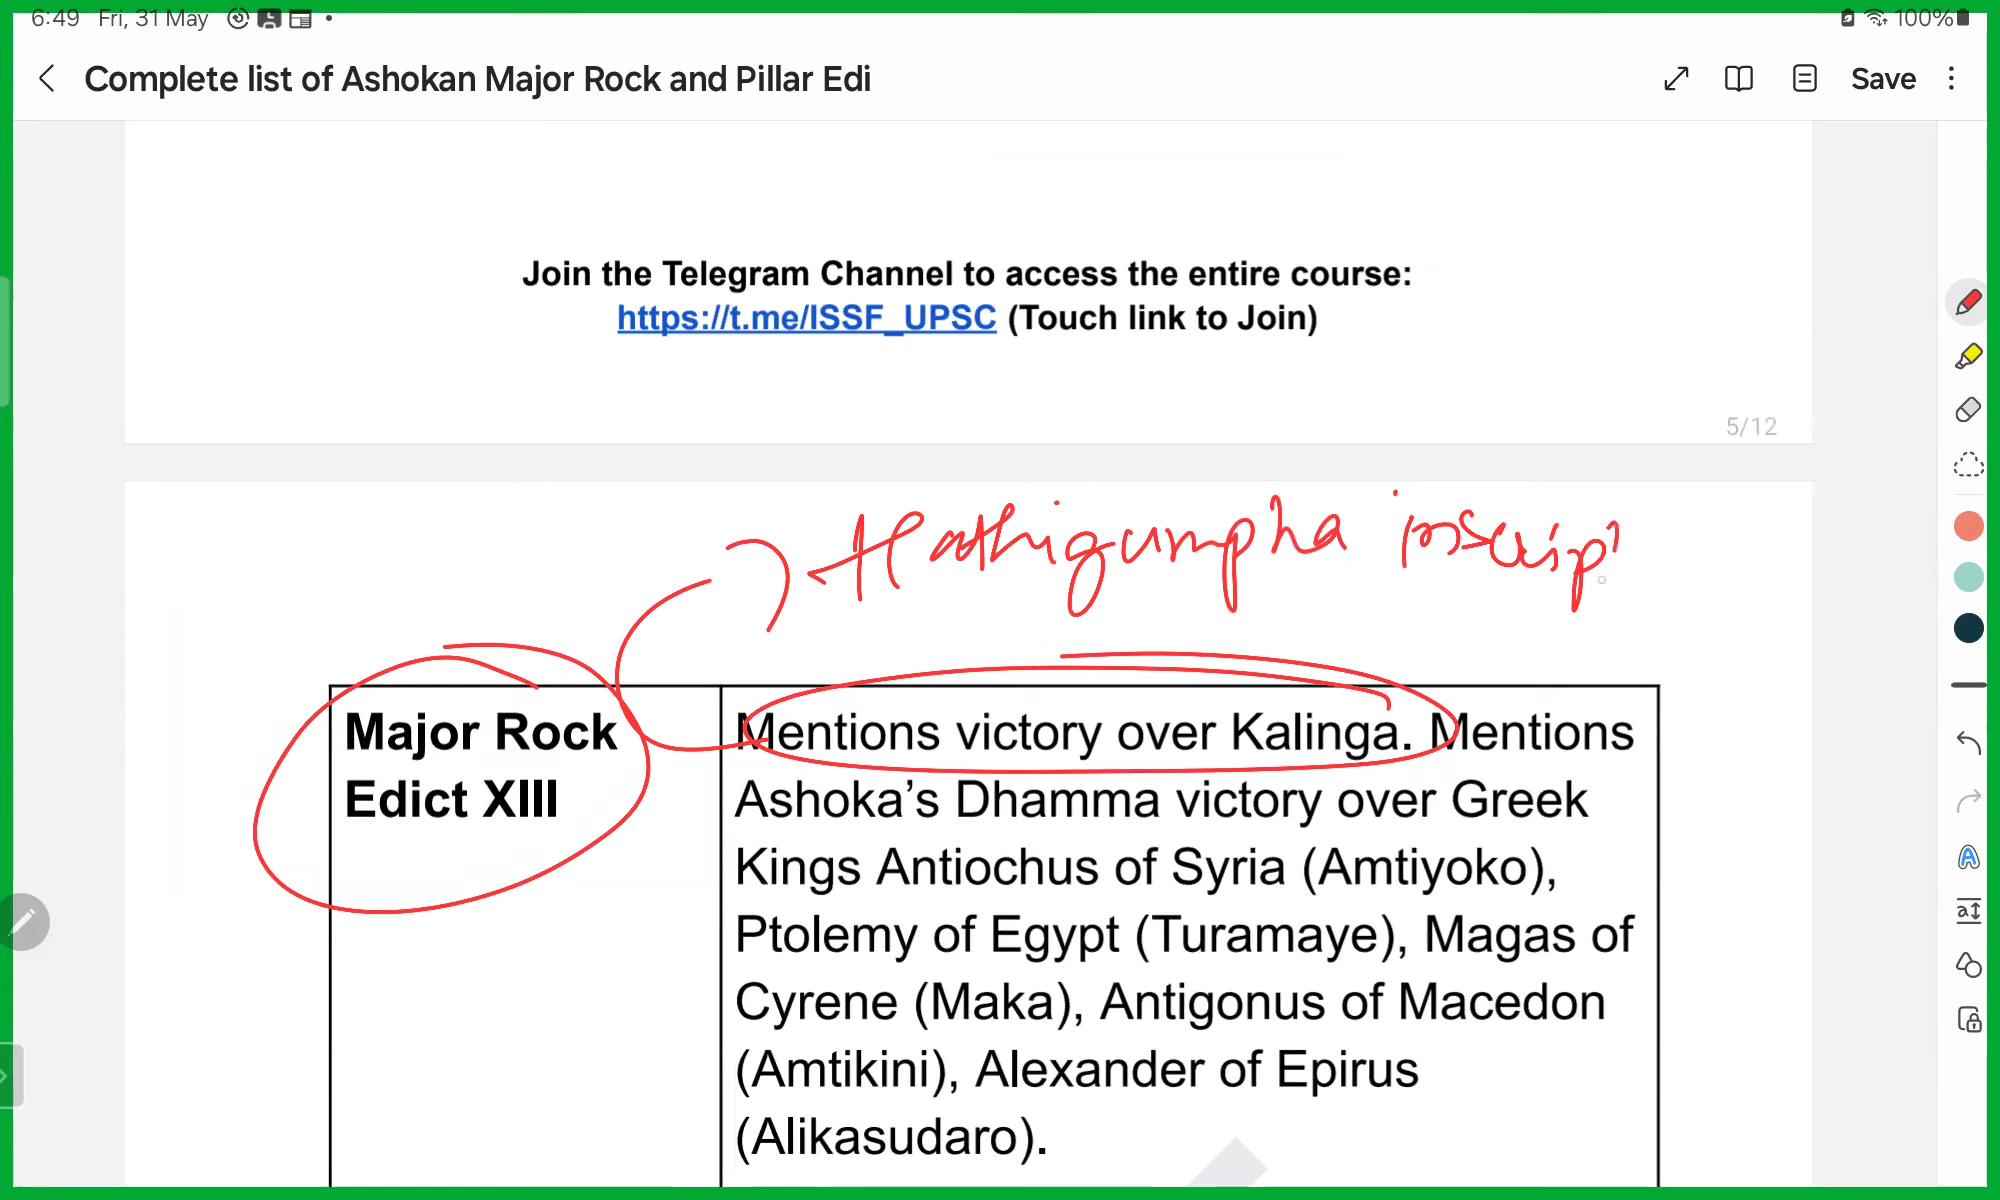 6:49 Fri, 31 May 100%
Complete list of Ashokan Major Rock and Pillar Edi
Save
Join the Telegram Channel to access the entire course:
https://t.me/ISSF_UPSC (Touch link to Join)
5/12
Hathigumpha inscrip
Major Rock
Edict XIII
Mentions victory over Kalinga. Mentions
Ashoka’s Dhamma victory over Greek
Kings Antiochus of Syria (Amtiyoko),
Ptolemy of Egypt (Turamaye), Magas of
Cyrene (Maka), Antigonus of Macedon
(Amtikini), Alexander of Epirus
(Alikasudaro).